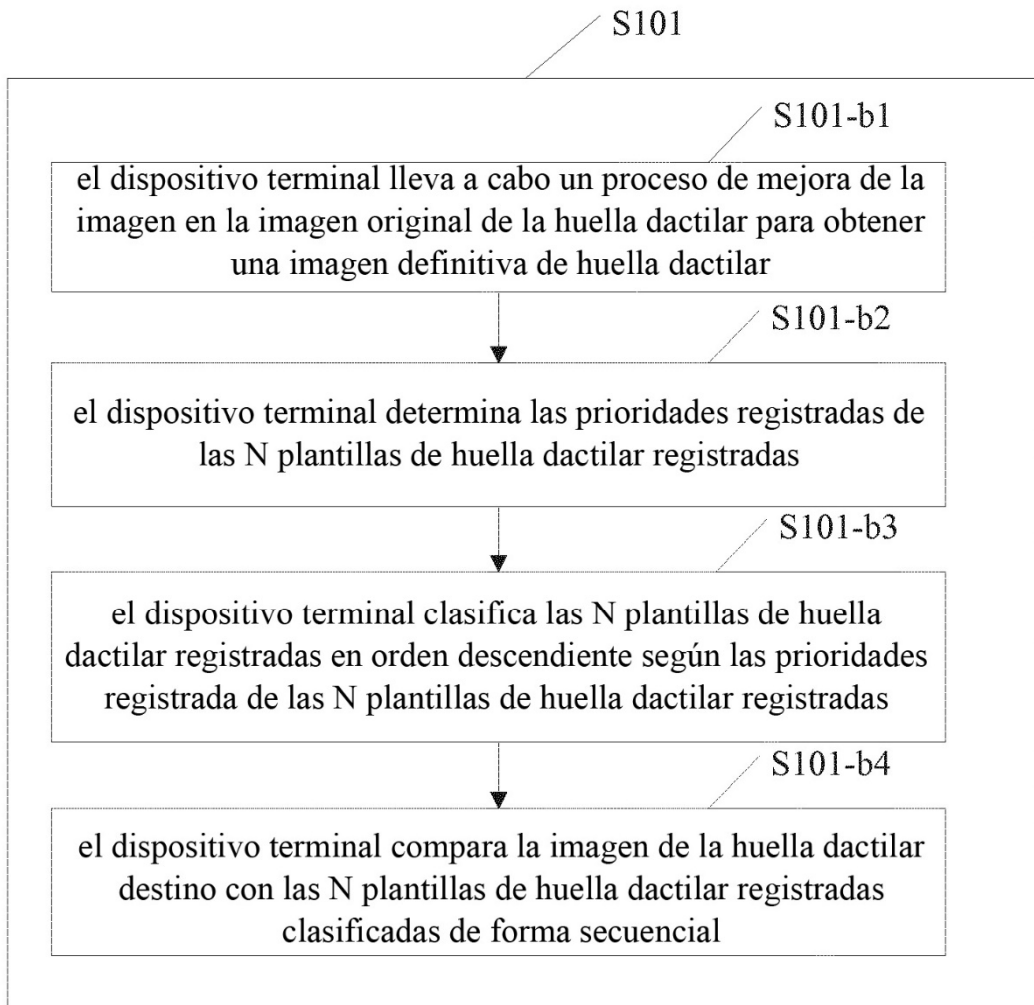 S101
S101-b1
el dispositivo terminal lleva a cabo un proceso de mejora de la
imagen en la imagen original de la huella dactilar para obtener
una imagen definitiva de huella dactilar
S101-b2
el dispositivo terminal determina las prioridades registradas de
las N plantillas de huella dactilar registradas
S101-b3
el dispositivo terminal clasifica las N plantillas de huella
dactilar registradas en orden descendiente según las prioridades
registrada de las N plantillas de huella dactilar registradas
S101-b4
el dispositivo terminal compara la imagen de la huella dactilar
destino con las N plantillas de huella dactilar registradas
clasificadas de forma secuencial